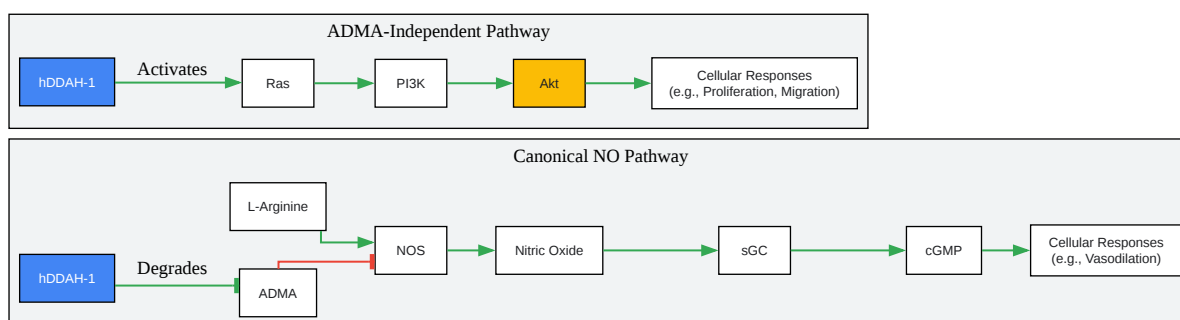 ADMA-Independent Pathway
hDDAH-1
Activates
Ras
PI3K
Akt
Cellular Responses
(e.g., Proliferation, Migration)
Canonical NO Pathway
L-Arginine
hDDAH-1
Degrades
ADMA
NOS
Nitric Oxide
sGC
cGMP
Cellular Responses
(e.g., Vasodilation)